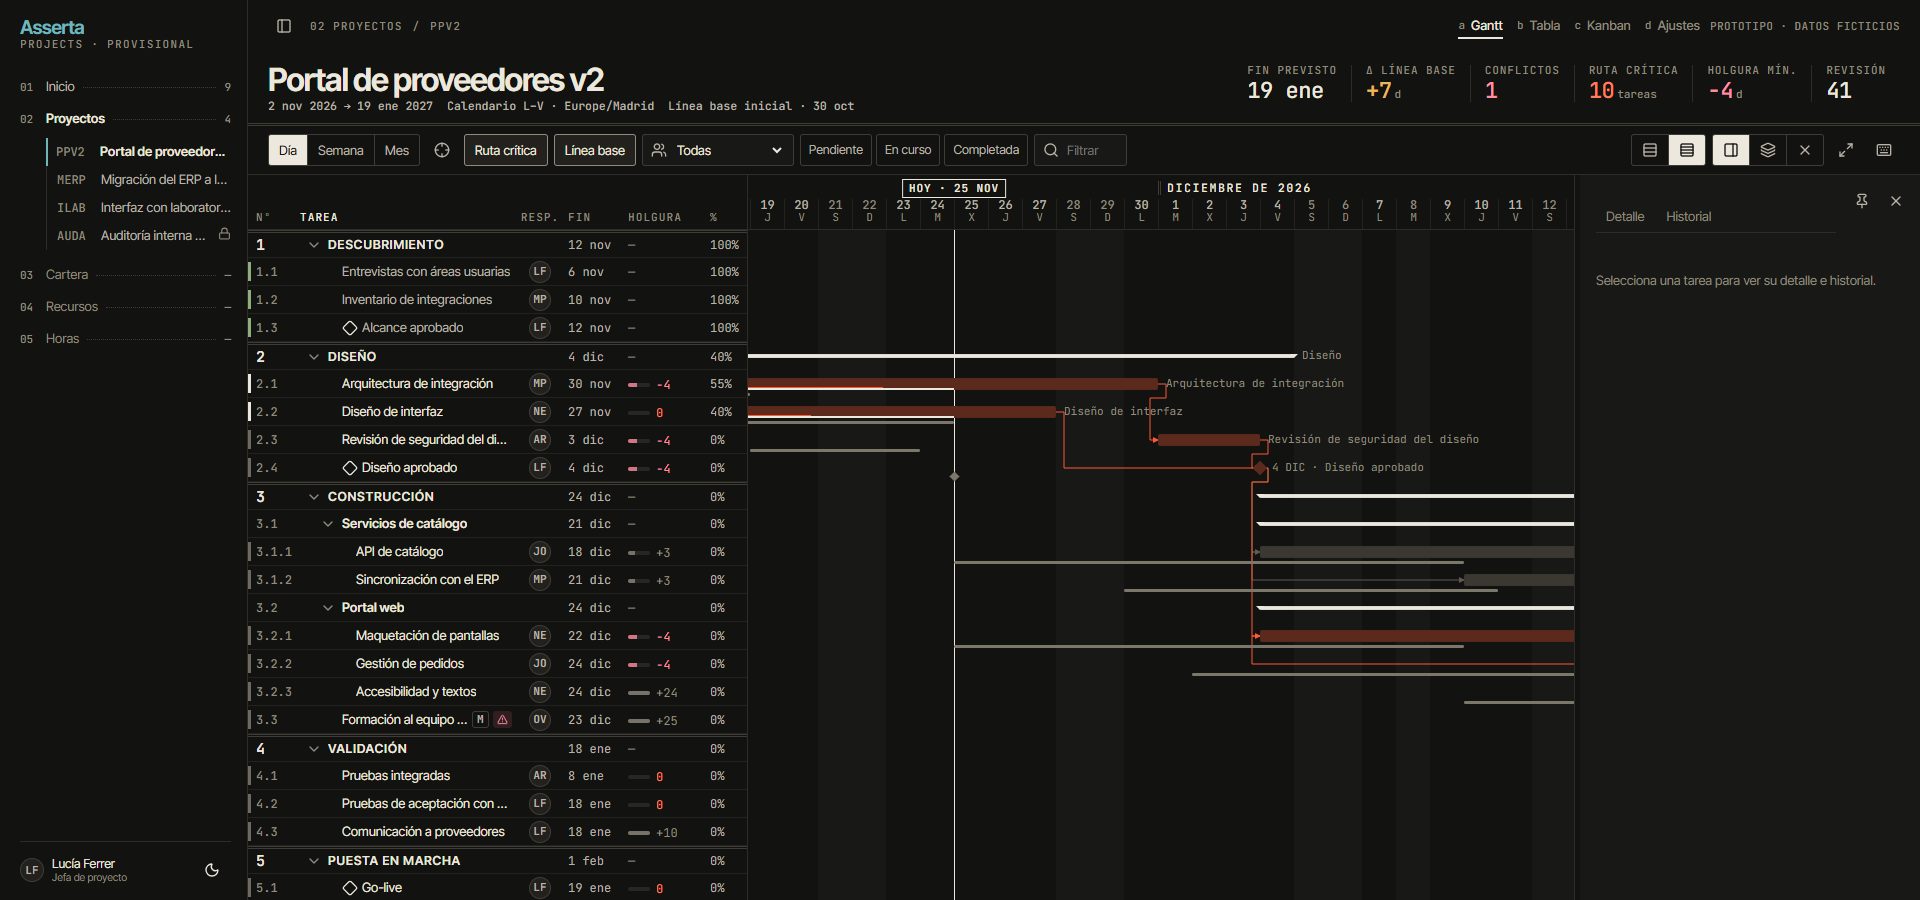 Asserta
PROJECTS · PROVISIONAL
01 Inicio 9
02 Proyectos 4
PPV2 Portal de proveedor...
MERP Migración del ERP a l...
ILAB Interfaz con laborator...
AUDA Auditoría interna ...
03 Cartera –
04 Recursos –
05 Horas –
LF Lucía Ferrer
Jefa de proyecto
02 PROYECTOS / PPV2
a Gantt b Tabla c Kanban d Ajustes PROTOTIPO · DATOS FICTICIOS
Portal de proveedores v2
2 nov 2026 → 19 ene 2027 Calendario L–V · Europe/Madrid Línea base inicial · 30 oct
FIN PREVISTO Δ LÍNEA BASE CONFLICTOS RUTA CRÍTICA HOLGURA MÍN. REVISIÓN
19 ene +7 d 1 10 tareas -4 d 41
Día Semana Mes Ruta crítica Línea base Todas Pendiente En curso Completada Filtrar
HOY · 25 NOV DICIEMBRE DE 2026
19 20 21 22 23 24 25 26 27 28 29 30 1 2 3 4 5 6 7 8 9 10 11 12
J V S D L M X J V S D L M X J V S D L M X J V S
N° TAREA RESP. FIN HOLGURA %
1 DESCUBRIMIENTO 12 nov – 100%
1.1 Entrevistas con áreas usuarias LF 6 nov – 100%
1.2 Inventario de integraciones MP 10 nov – 100%
1.3 Alcance aprobado LF 12 nov – 100%
2 DISEÑO 4 dic – 40% Diseño
2.1 Arquitectura de integración MP 30 nov -4 55% Arquitectura de integración
2.2 Diseño de interfaz NE 27 nov 0 40% Diseño de interfaz
2.3 Revisión de seguridad del di... AR 3 dic -4 0% Revisión de seguridad del diseño
2.4 Diseño aprobado LF 4 dic -4 0% 4 DIC · Diseño aprobado
3 CONSTRUCCIÓN 24 dic – 0%
3.1 Servicios de catálogo 21 dic – 0%
3.1.1 API de catálogo JO 18 dic +3 0%
3.1.2 Sincronización con el ERP MP 21 dic +3 0%
3.2 Portal web 24 dic – 0%
3.2.1 Maquetación de pantallas NE 22 dic -4 0%
3.2.2 Gestión de pedidos JO 24 dic -4 0%
3.2.3 Accesibilidad y textos NE 24 dic +24 0%
3.3 Formación al equipo ... M OV 23 dic +25 0%
4 VALIDACIÓN 18 ene – 0%
4.1 Pruebas integradas AR 8 ene 0 0%
4.2 Pruebas de aceptación con ... LF 18 ene 0 0%
4.3 Comunicación a proveedores LF 18 ene +10 0%
5 PUESTA EN MARCHA 1 feb – 0%
5.1 Go-live LF 19 ene 0 0%
Detalle Historial
Selecciona una tarea para ver su detalle e historial.